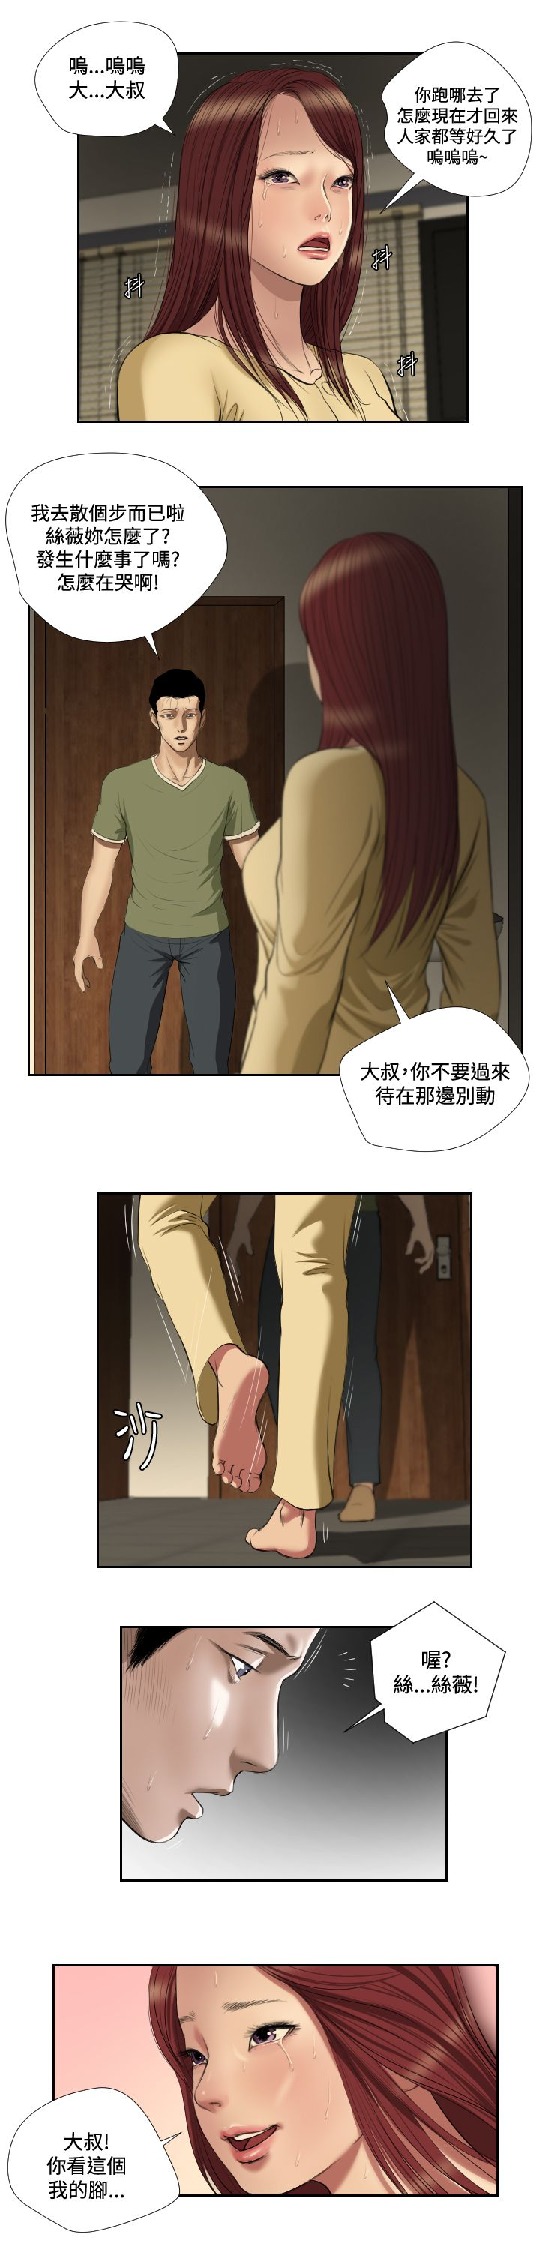 嗚...嗚嗚
大...大叔
你跑哪去了
怎麼現在才回來
人家都等好久了
嗚嗚嗚~
抖
抖
抖
我去散個步而已啦
絲薇妳怎麼了?
發生什麼事了嗎?
怎麼在哭啊!
大叔,你不要過來
待在那邊別動
沙
喔?
絲...絲薇!
大叔!
你看這個
我的腳...